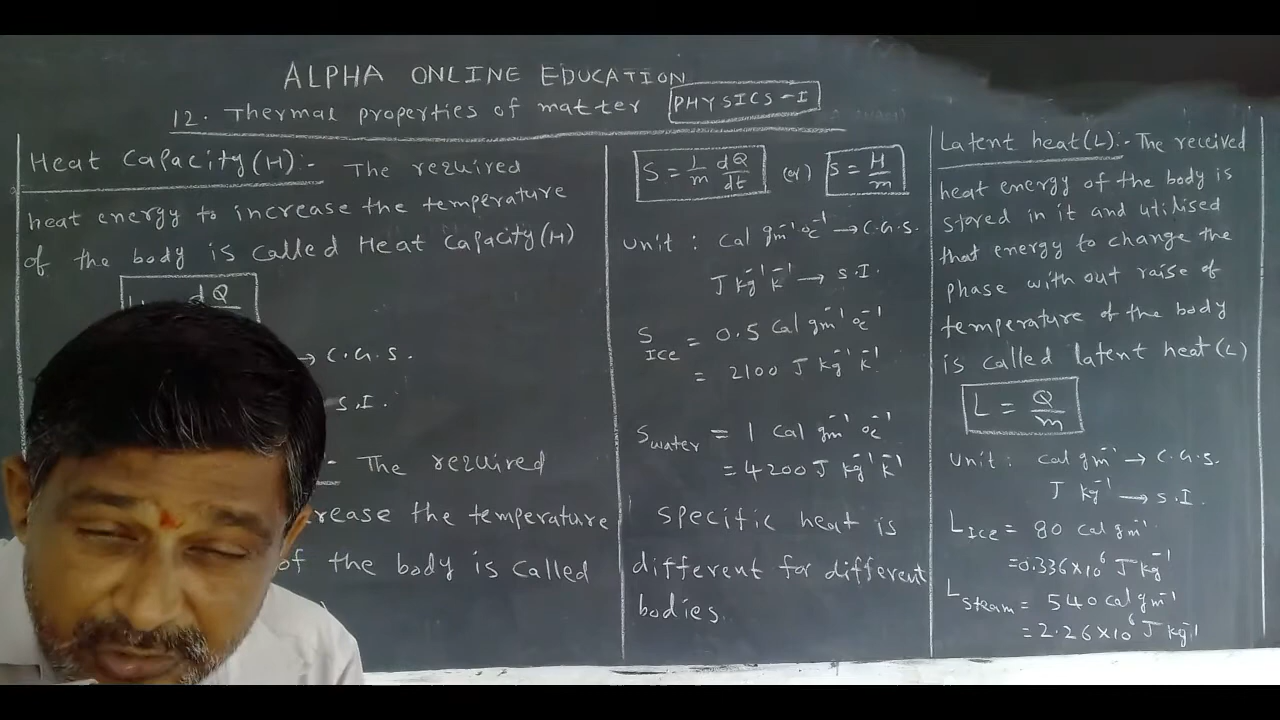 ALPHA ONLINE EDUCATION
12. Thermal properties of matter PHYSICS-I
Heat Capacity(H):- The required
heat energy to increase the temperature
of the body is called Heat Capacity(H)
dQ
→ C.G.S.
S.I.
- The required
crease the temperature
of the body is called
S = 1/m dQ/dt (or) S = H/m
Unit: Cal gm⁻¹ °C⁻¹ → C.G.S.
J kg⁻¹ K⁻¹ → S.I.
S Ice = 0.5 Cal gm⁻¹ °C⁻¹
= 2100 J kg⁻¹ K⁻¹
S water = 1 Cal gm⁻¹ °C⁻¹
= 4200 J kg⁻¹ K⁻¹
specific heat is
different for different
bodies.
Latent heat(L):- The received
heat energy of the body is
stored in it and utilised
that energy to change the
phase with out raise of
temperature of the body
is called latent heat(L)
L = Q/m
Unit: Cal gm⁻¹ → C.G.S.
J kg⁻¹ → S.I.
L Ice = 80 Cal gm⁻¹
= 0.336×10⁶ J kg⁻¹
L Steam = 540 Cal gm⁻¹
= 2.26×10⁶ J kg⁻¹